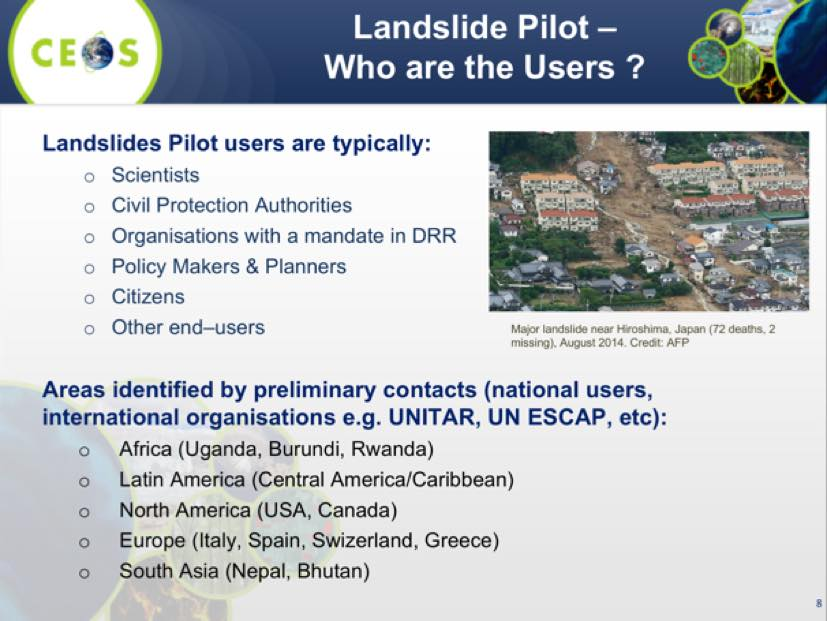 CEOS
Landslide Pilot –
Who are the Users ?
Landslides Pilot users are typically:
o Scientists
o Civil Protection Authorities
o Organisations with a mandate in DRR
o Policy Makers & Planners
o Citizens
o Other end–users
Major landslide near Hiroshima, Japan (72 deaths, 2
missing), August 2014. Credit: AFP
Areas identified by preliminary contacts (national users,
international organisations e.g. UNITAR, UN ESCAP, etc):
o Africa (Uganda, Burundi, Rwanda)
o Latin America (Central America/Caribbean)
o North America (USA, Canada)
o Europe (Italy, Spain, Swizerland, Greece)
o South Asia (Nepal, Bhutan)
8